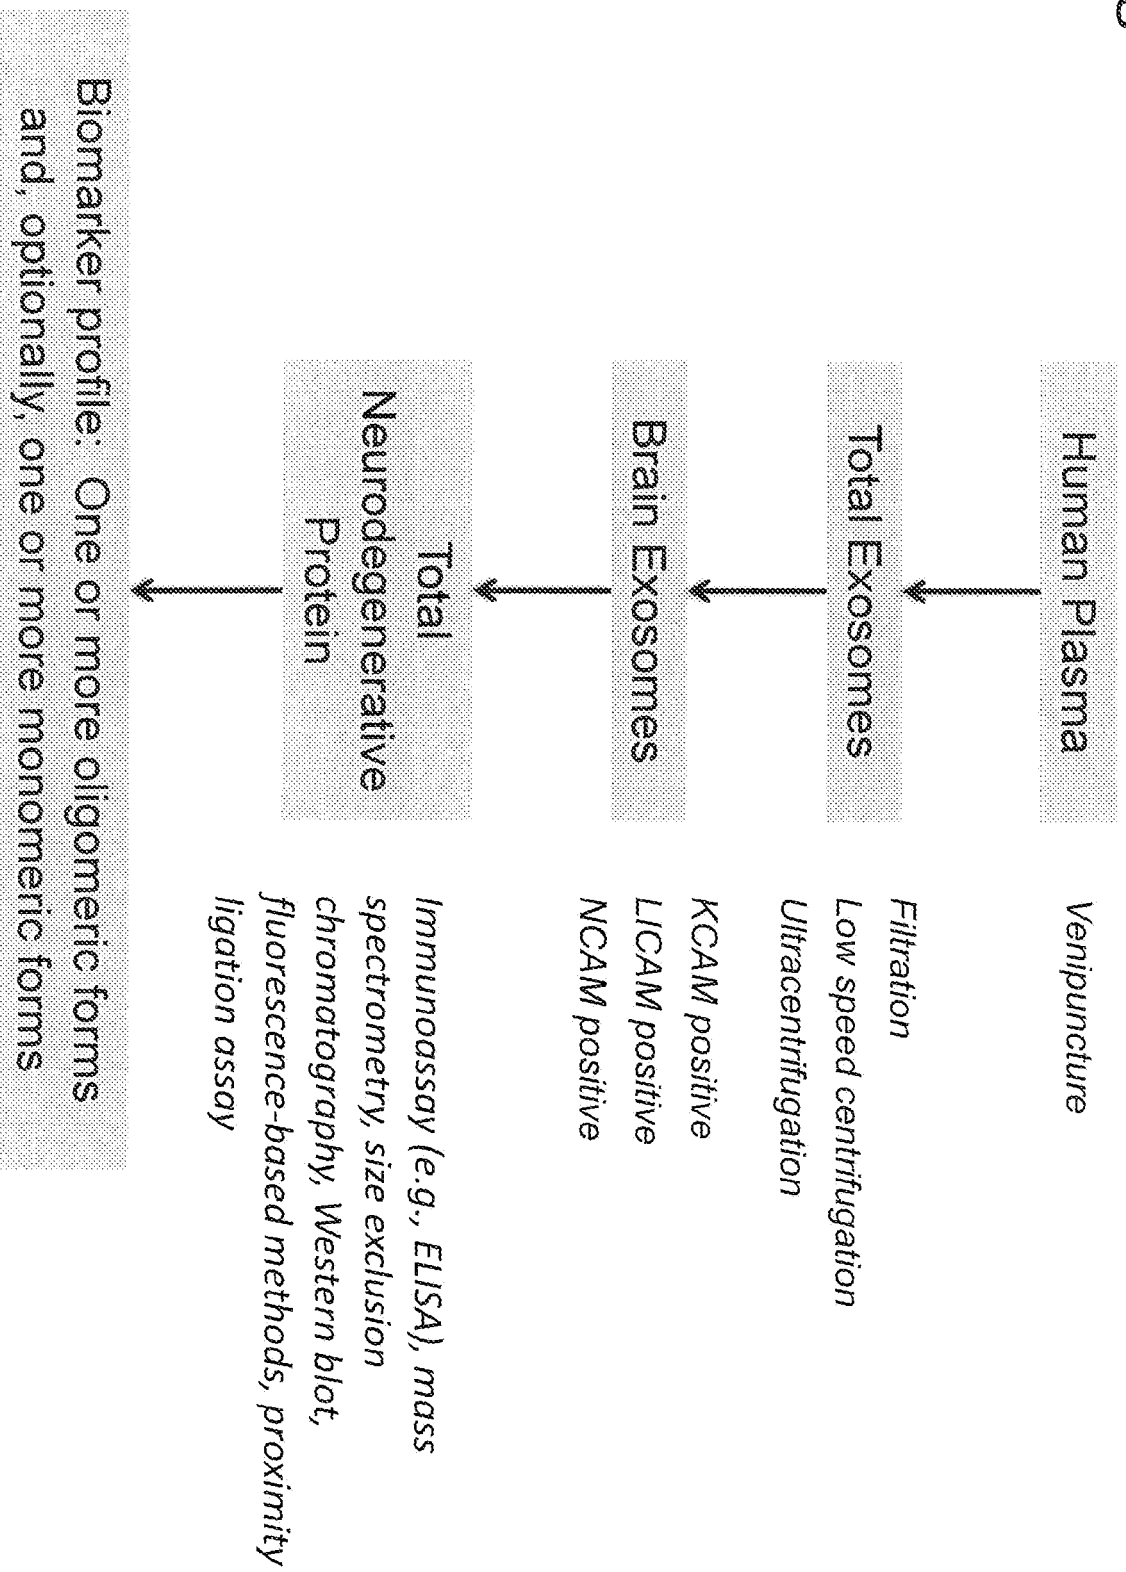 Human Plasma
Venipuncture
Total Exosomes
Filtration
Low speed centrifugation
Ultracentrifugation
Brain Exosomes
KCAM positive
LICAM positive
NCAM positive
Total
Neurodegenerative
Protein
Immunoassay (e.g., ELISA), mass
spectrometry, size exclusion
chromatography, Western blot,
fluorescence-based methods, proximity
ligation assay
Biomarker profile: One or more oligomeric forms
and, optionally, one or more monomeric forms